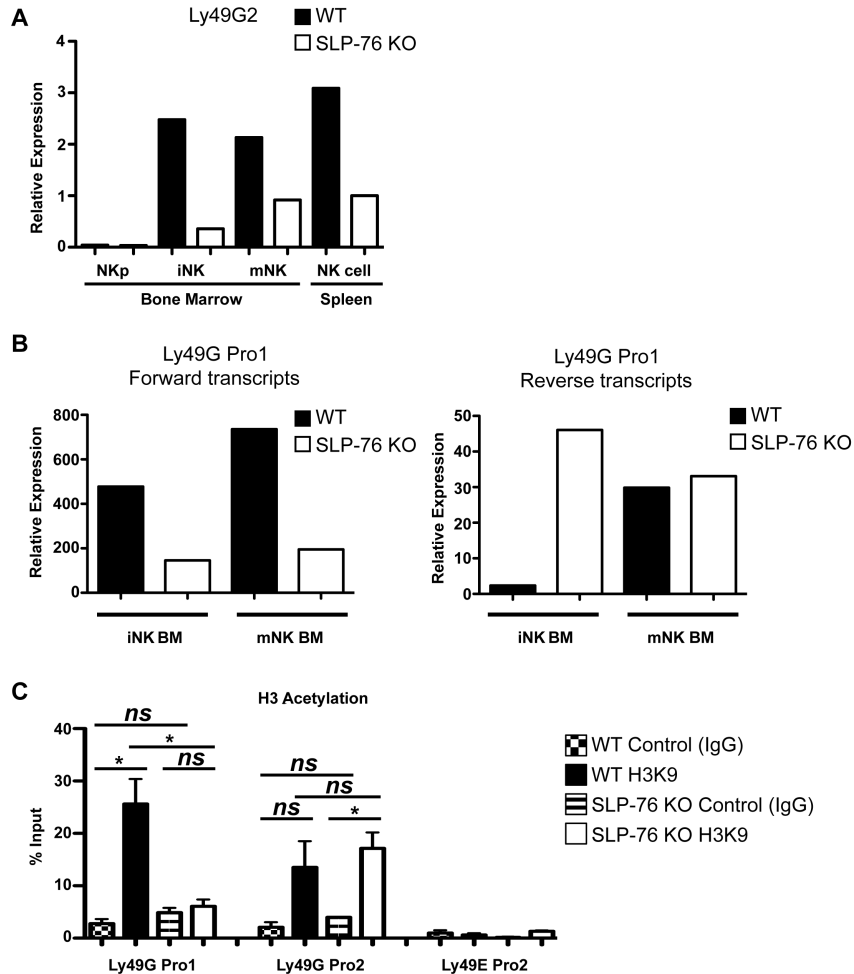 A
Ly49G2
WT
SLP-76 KO
Relative Expression
4
3
2
1
0
NKp
iNK
mNK
NK cell
Bone Marrow
Spleen
B
Ly49G Pro1
Forward transcripts
WT
SLP-76 KO
Relative Expression
800
600
400
200
0
iNK BM
mNK BM
Ly49G Pro1
Reverse transcripts
WT
SLP-76 KO
Relative Expression
50
40
30
20
10
0
iNK BM
mNK BM
C
H3 Acetylation
% Input
40
30
20
10
0
ns
*
*
ns
ns
ns
ns
*
Ly49G Pro1
Ly49G Pro2
Ly49E Pro2
WT Control (IgG)
WT H3K9
SLP-76 KO Control (IgG)
SLP-76 KO H3K9